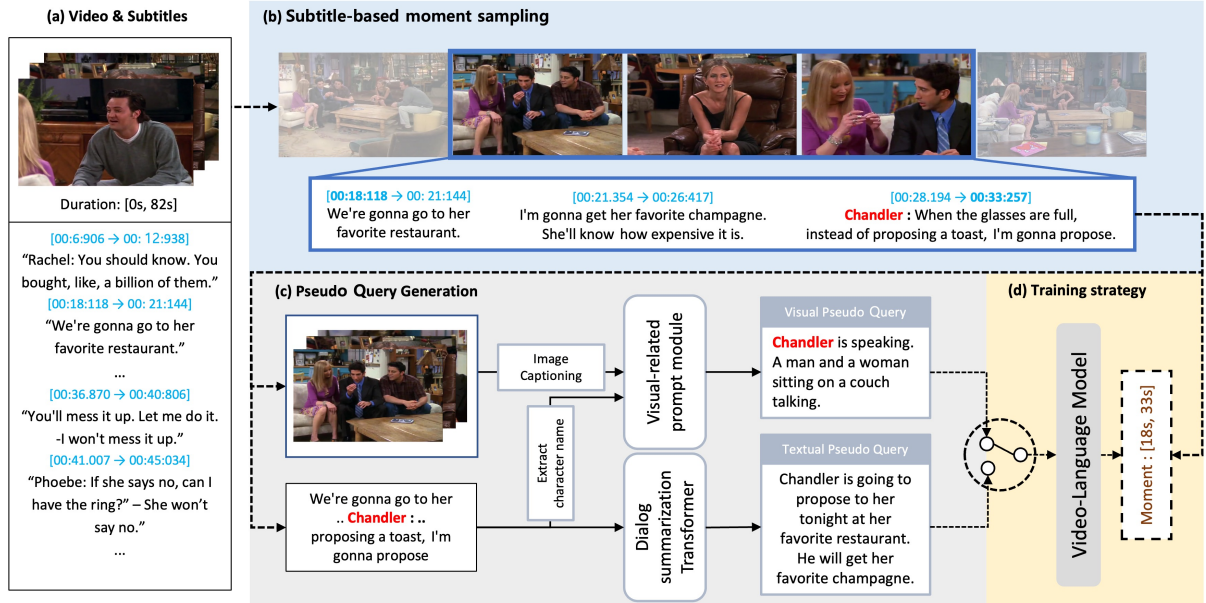 (a) Video & Subtitles
Duration: [0s, 82s]
[00:6:906 → 00: 12:938]
“Rachel: You should know. You
bought, like, a billion of them.”
[00:18:118 → 00: 21:144]
“We're gonna go to her
favorite restaurant.”
...
[00:36.870 → 00:40:806]
“You'll mess it up. Let me do it.
-I won't mess it up.”
[00:41.007 → 00:45:034]
“Phoebe: If she says no, can I
have the ring?” – She won't
say no.”
...
(b) Subtitle-based moment sampling
[00:18:118 → 00: 21:144]
We're gonna go to her
favorite restaurant.
[00:21.354 → 00:26:417]
I'm gonna get her favorite champagne.
She'll know how expensive it is.
[00:28.194 → 00:33:257]
Chandler : When the glasses are full,
instead of proposing a toast, I'm gonna propose.
(c) Pseudo Query Generation
Image
Captioning
Extract
character name
We're gonna go to her
.. Chandler : ..
proposing a toast, I'm
gonna propose
Visual-related
prompt module
Dialog
summarization
Transformer
Visual Pseudo Query
Chandler is speaking.
A man and a woman
sitting on a couch
talking.
Textual Pseudo Query
Chandler is going to
propose to her
tonight at her
favorite restaurant.
He will get her
favorite champagne.
(d) Training strategy
Video-Language Model
Moment : [18s, 33s]